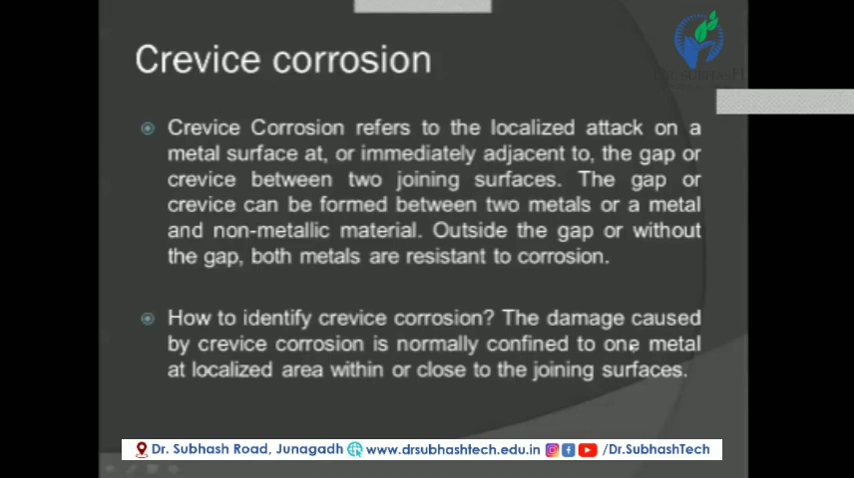 DR. SUBHASH
Crevice corrosion
Crevice Corrosion refers to the localized attack on a
metal surface at, or immediately adjacent to, the gap or
crevice between two joining surfaces. The gap or
crevice can be formed between two metals or a metal
and non-metallic material. Outside the gap or without
the gap, both metals are resistant to corrosion.
How to identify crevice corrosion? The damage caused
by crevice corrosion is normally confined to one metal
at localized area within or close to the joining surfaces.
Dr. Subhash Road, Junagadh www.drsubhashtech.edu.in /Dr.SubhashTech